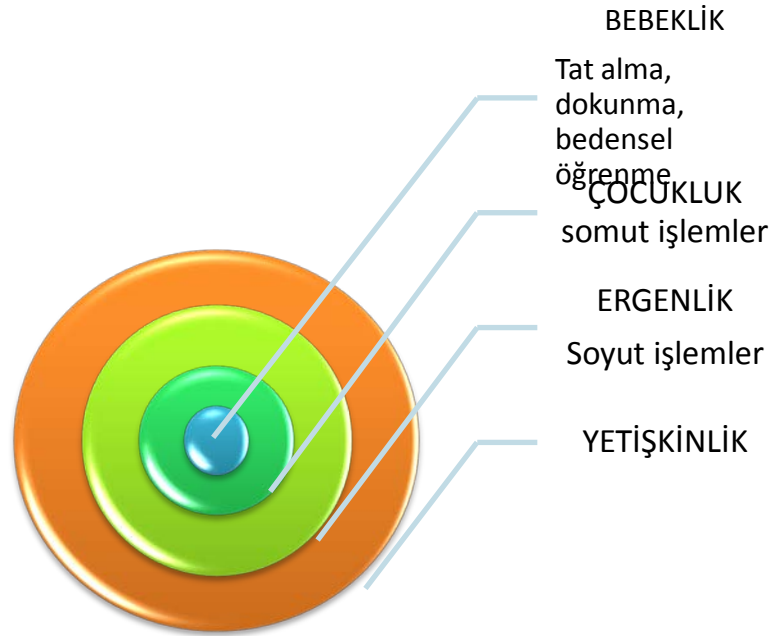 BEBEKLİK
Tat alma,
dokunma,
bedensel
öğrenme
ÇOCUKLUK
somut işlemler
ERGENLİK
Soyut işlemler
YETİŞKİNLİK